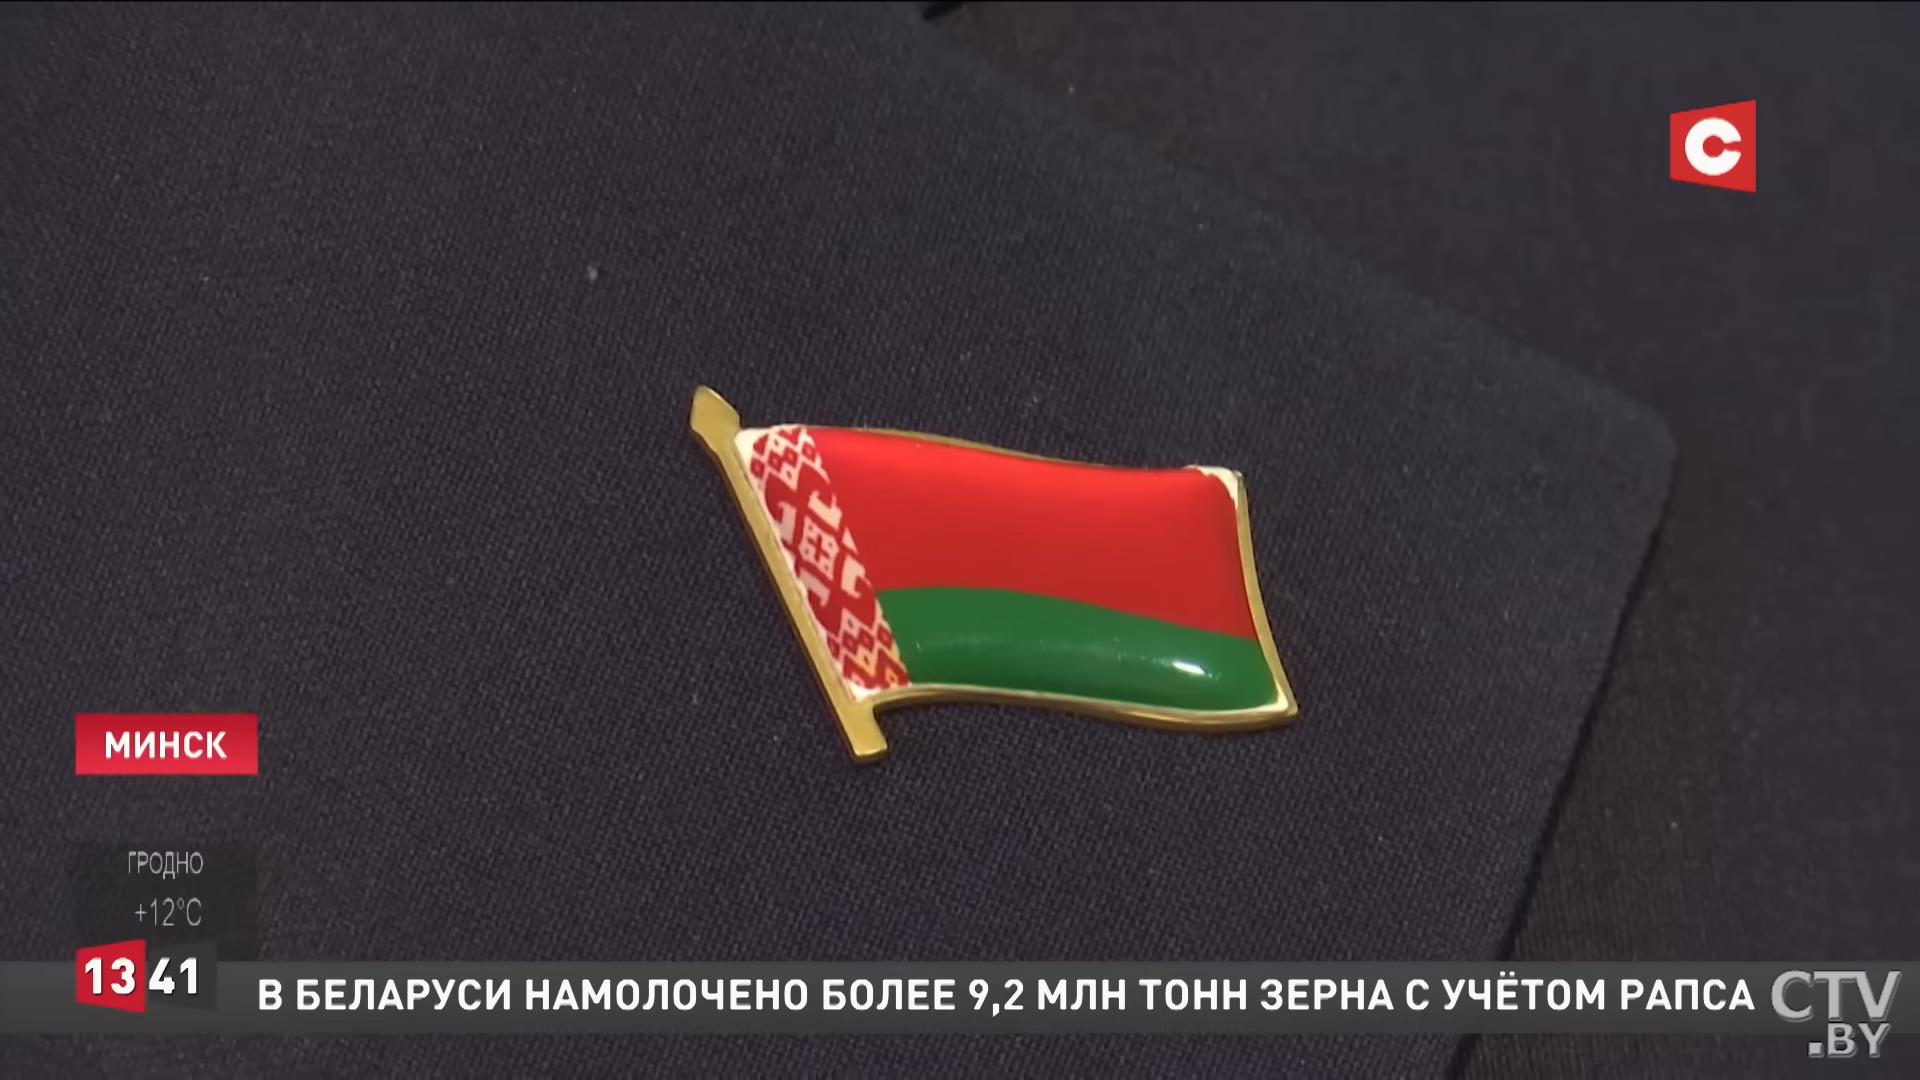 C
МИНСК
ГРОДНО
+12°C
13 41
В БЕЛАРУСИ НАМОЛОЧЕНО БОЛЕЕ 9,2 МЛН ТОНН ЗЕРНА С УЧЁТОМ РАПСА
CTV
.BY